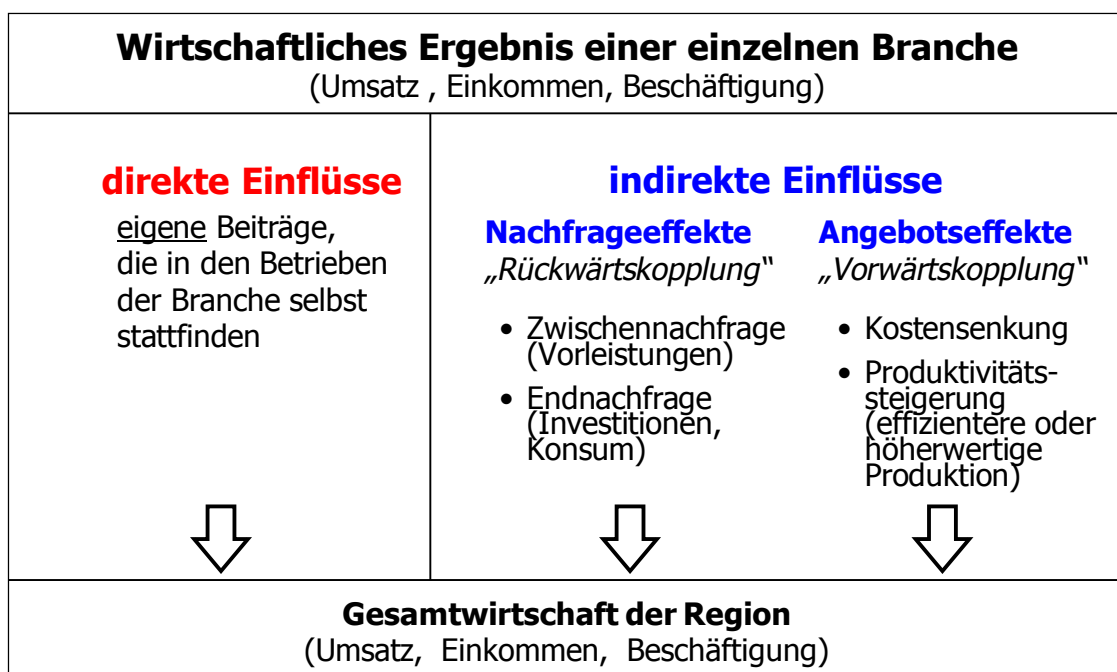 Wirtschaftliches Ergebnis einer einzelnen Branche
(Umsatz , Einkommen, Beschäftigung)
direkte Einflüsse
eigene Beiträge,
die in den Betrieben
der Branche selbst
stattfinden
indirekte Einflüsse
Nachfrageeffekte
„Rückwärtskopplung“
• Zwischennachfrage
(Vorleistungen)
• Endnachfrage
(Investitionen,
Konsum)
Angebotseffekte
„Vorwärtskopplung“
• Kostensenkung
• Produktivitäts-
steigerung
(effizientere oder
höherwertige
Produktion)
Gesamtwirtschaft der Region
(Umsatz, Einkommen, Beschäftigung)